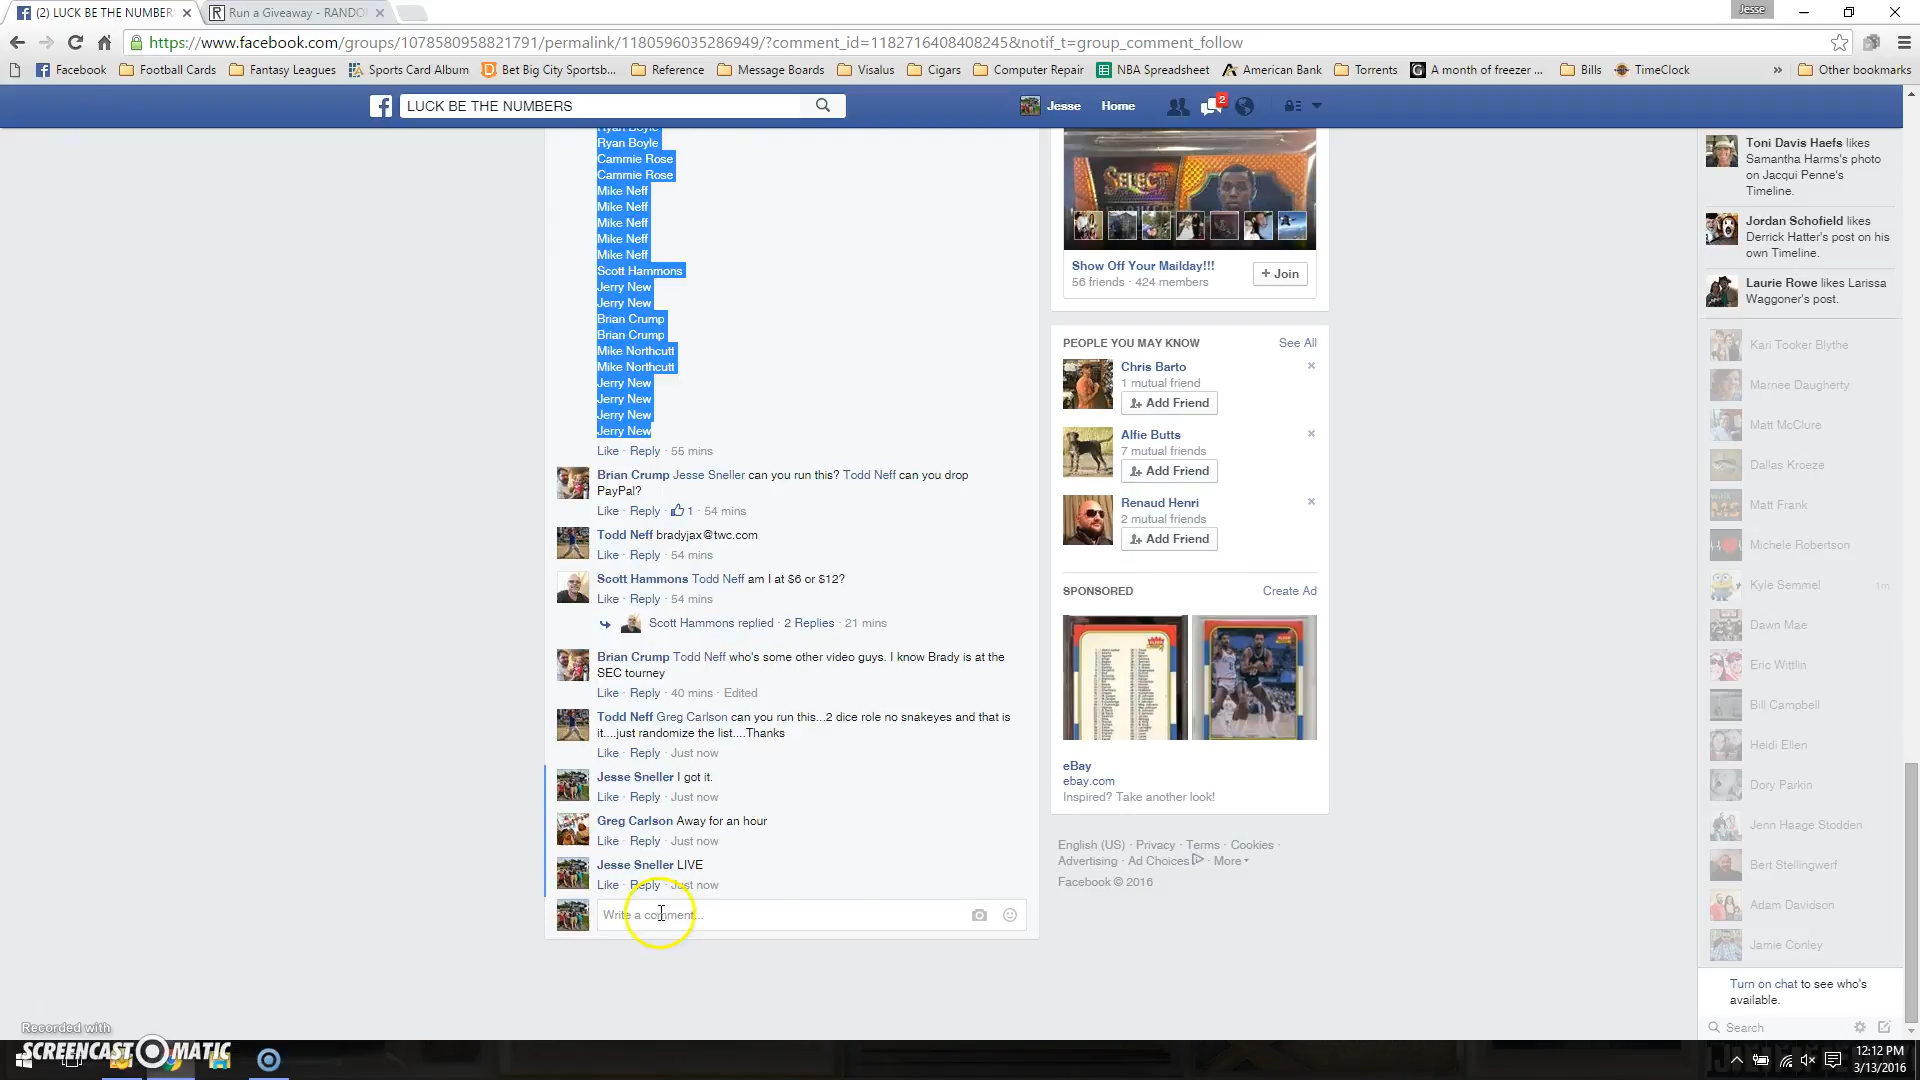 (2) LUCK BE THE NUMBER
Run a Giveaway - RANDO
Jesse
https://www.facebook.com/groups/1078580958821791/permalink/1180596035286949/?comment_id=1182716408408245&notif_t=group_comment_follow
Facebook Football Cards Fantasy Leagues Sports Card Album Bet Big City Sportsb... Reference Message Boards Visalus Cigars Computer Repair NBA Spreadsheet American Bank Torrents A month of freezer ... Bills TimeClock » Other bookmarks
LUCK BE THE NUMBERS
Jesse Home 2
Ryan Boyle
Ryan Boyle
Cammie Rose
Cammie Rose
Mike Neff
Mike Neff
Mike Neff
Mike Neff
Mike Neff
Scott Hammons
Jerry New
Jerry New
Brian Crump
Brian Crump
Mike Northcutt
Mike Northcutt
Jerry New
Jerry New
Jerry New
Jerry New
Like · Reply · 55 mins
Brian Crump Jesse Sneller can you run this? Todd Neff can you drop
PayPal?
Like · Reply · 1 · 54 mins
Todd Neff bradyjax@twc.com
Like · Reply · 54 mins
Scott Hammons Todd Neff am I at $6 or $12?
Like · Reply · 54 mins
Scott Hammons replied · 2 Replies · 21 mins
Brian Crump Todd Neff who's some other video guys. I know Brady is at the
SEC tourney
Like · Reply · 40 mins · Edited
Todd Neff Greg Carlson can you run this...2 dice role no snakeyes and that is
it....just randomize the list....Thanks
Like · Reply · Just now
Jesse Sneller I got it.
Like · Reply · Just now
Greg Carlson Away for an hour
Like · Reply · Just now
Jesse Sneller LIVE
Like · Reply · Just now
Write a comment...
SELECT
Show Off Your Mailday!!!
56 friends · 424 members
+ Join
PEOPLE YOU MAY KNOW See All
Chris Barto
1 mutual friend
Add Friend
Alfie Butts
7 mutual friends
Add Friend
Renaud Henri
2 mutual friends
Add Friend
SPONSORED Create Ad
eBay
ebay.com
Inspired? Take another look!
English (US) · Privacy · Terms · Cookies ·
Advertising · Ad Choices · More
Facebook © 2016
Toni Davis Haefs likes
Samantha Harms's photo
on Jacqui Penne's
Timeline.
Jordan Schofield likes
Derrick Hatter's post on his
own Timeline.
Laurie Rowe likes Larissa
Waggoner's post.
Kari Tooker Blythe
Marnee Daugherty
Matt McClure
Dallas Kroeze
Matt Frank
Michele Robertson
Kyle Semmel 1m
Dawn Mae
Eric Wittlin
Bill Campbell
Heidi Ellen
Dory Parkin
Jenn Haage Stodden
Bert Stellingwerf
Adam Davidson
Jamie Conley
Turn on chat to see who's
available.
Search
Recorded with
SCREENCAST MATIC
12:12 PM
3/13/2016